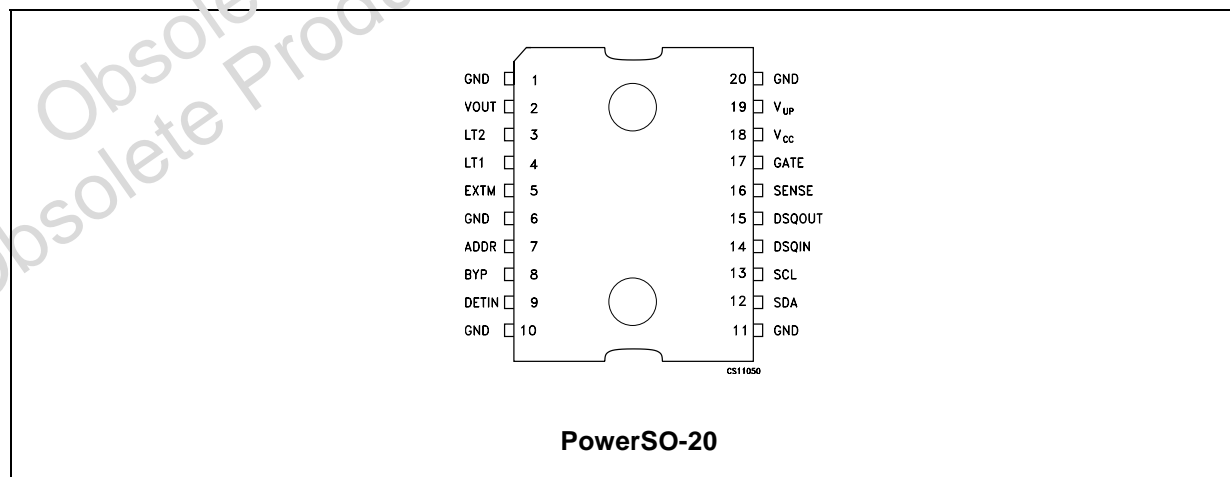 Obsolete
Obsolete Produc
GND 1
VOUT 2
LT2 3
LT1 4
EXTM 5
GND 6
ADDR 7
BYP 8
DETIN 9
GND 10
20 GND
19 VUP
18 VCC
17 GATE
16 SENSE
15 DSQOUT
14 DSQIN
13 SCL
12 SDA
11 GND
CS11050
PowerSO-20